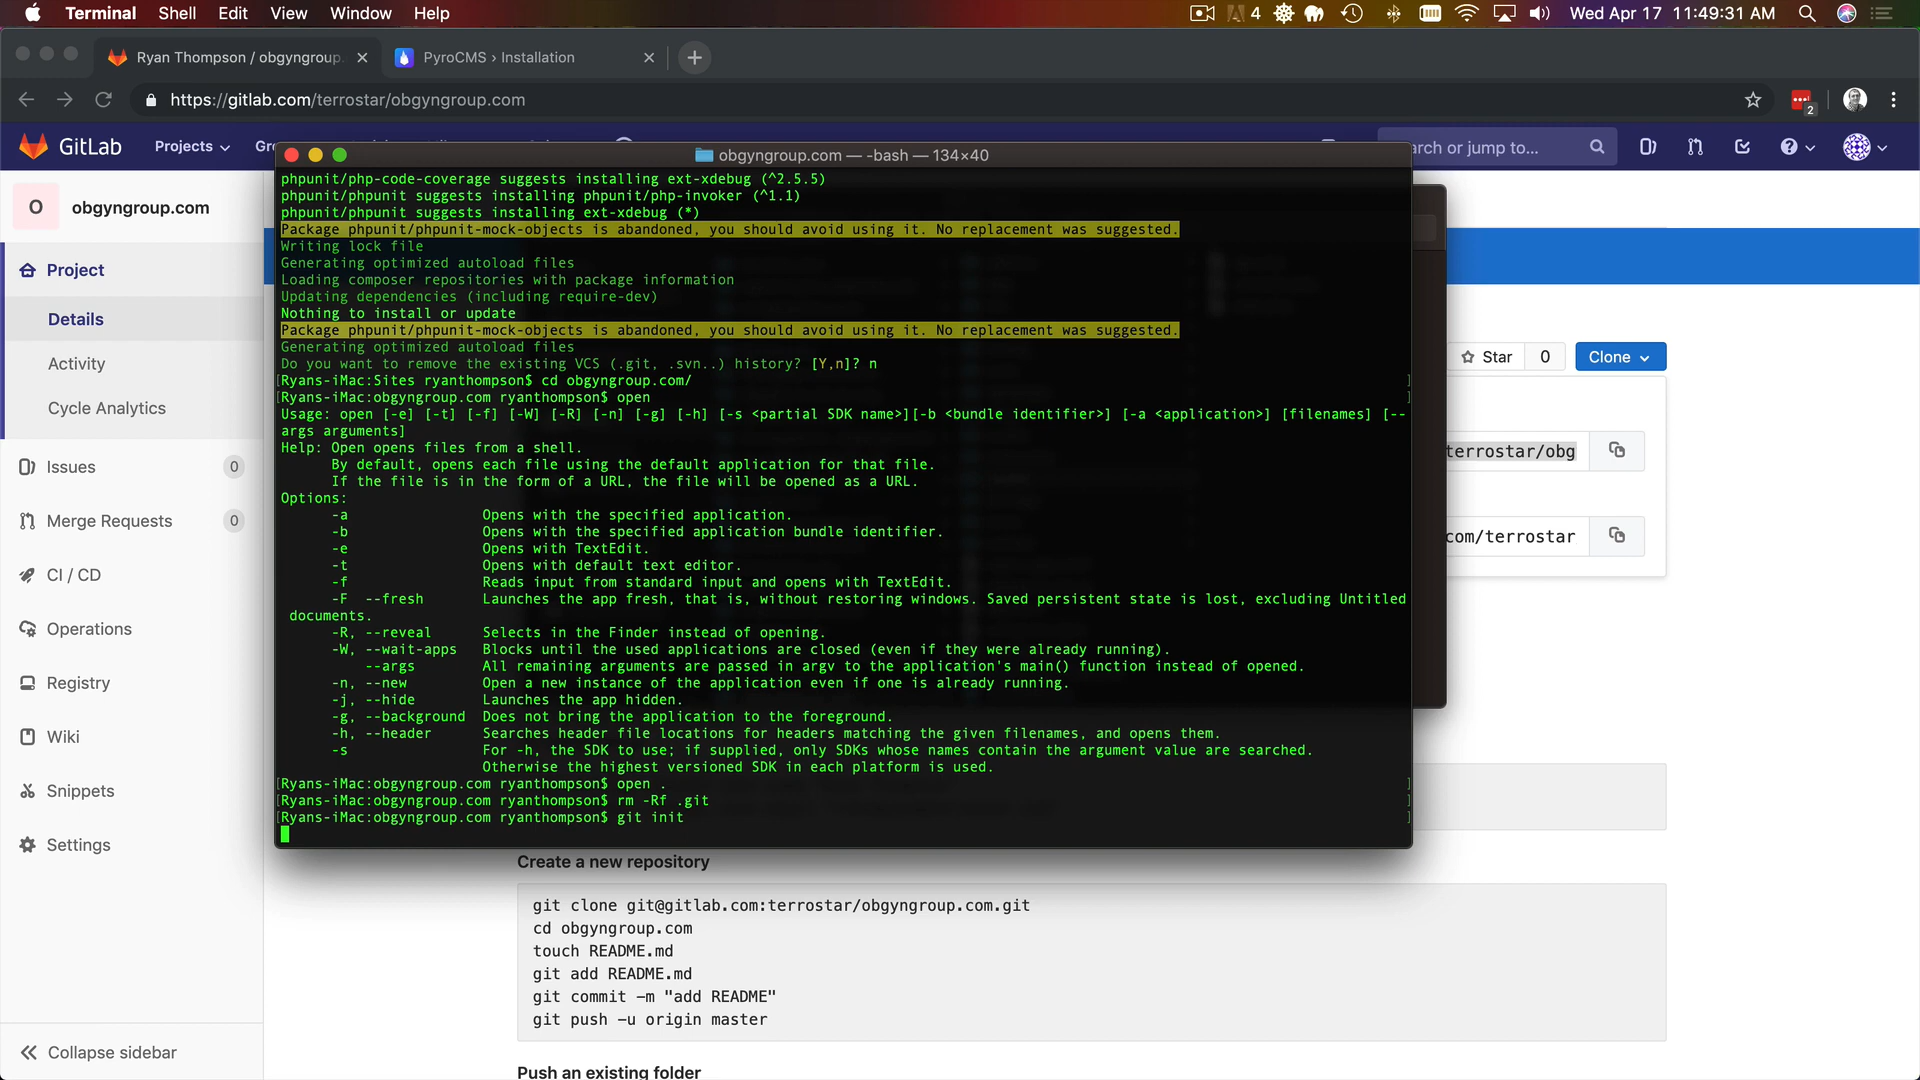 Terminal Shell Edit View Window Help
4
Wed Apr 17 11:49:31 AM
Ryan Thompson / obgyngroup.
PyroCMS › Installation
https://gitlab.com/terrostar/obgyngroup.com
2
GitLab
Projects
arch or jump to...
obgyngroup.com — -bash — 134×40
O
obgyngroup.com
Project
Details
Activity
Cycle Analytics
Issues
0
Merge Requests
0
CI / CD
Operations
Registry
Wiki
Snippets
Settings
Collapse sidebar
phpunit/php-code-coverage suggests installing ext-xdebug (^2.5.5)
phpunit/phpunit suggests installing phpunit/php-invoker (^1.1)
phpunit/phpunit suggests installing ext-xdebug (*)
Package phpunit/phpunit-mock-objects is abandoned, you should avoid using it. No replacement was suggested.
Writing lock file
Generating optimized autoload files
Loading composer repositories with package information
Updating dependencies (including require-dev)
Nothing to install or update
Package phpunit/phpunit-mock-objects is abandoned, you should avoid using it. No replacement was suggested.
Generating optimized autoload files
Do you want to remove the existing VCS (.git, .svn..) history? [Y,n]? n
[Ryans-iMac:Sites ryanthompson$ cd obgyngroup.com/ ]
[Ryans-iMac:obgyngroup.com ryanthompson$ open ]
Usage: open [-e] [-t] [-f] [-W] [-R] [-n] [-g] [-h] [-s <partial SDK name>][-b <bundle identifier>] [-a <application>] [filenames] [--
args arguments]
Help: Open opens files from a shell.
By default, opens each file using the default application for that file.
If the file is in the form of a URL, the file will be opened as a URL.
Options:
-a Opens with the specified application.
-b Opens with the specified application bundle identifier.
-e Opens with TextEdit.
-t Opens with default text editor.
-f Reads input from standard input and opens with TextEdit.
-F --fresh Launches the app fresh, that is, without restoring windows. Saved persistent state is lost, excluding Untitled
documents.
-R, --reveal Selects in the Finder instead of opening.
-W, --wait-apps Blocks until the used applications are closed (even if they were already running).
--args All remaining arguments are passed in argv to the application's main() function instead of opened.
-n, --new Open a new instance of the application even if one is already running.
-j, --hide Launches the app hidden.
-g, --background Does not bring the application to the foreground.
-h, --header Searches header file locations for headers matching the given filenames, and opens them.
-s For -h, the SDK to use; if supplied, only SDKs whose names contain the argument value are searched.
Otherwise the highest versioned SDK in each platform is used.
[Ryans-iMac:obgyngroup.com ryanthompson$ open . ]
[Ryans-iMac:obgyngroup.com ryanthompson$ rm -Rf .git ]
[Ryans-iMac:obgyngroup.com ryanthompson$ git init ]
Star 0 Clone
terrostar/obg
com/terrostar
Create a new repository
git clone git@gitlab.com:terrostar/obgyngroup.com.git
cd obgyngroup.com
touch README.md
git add README.md
git commit -m "add README"
git push -u origin master
Push an existing folder